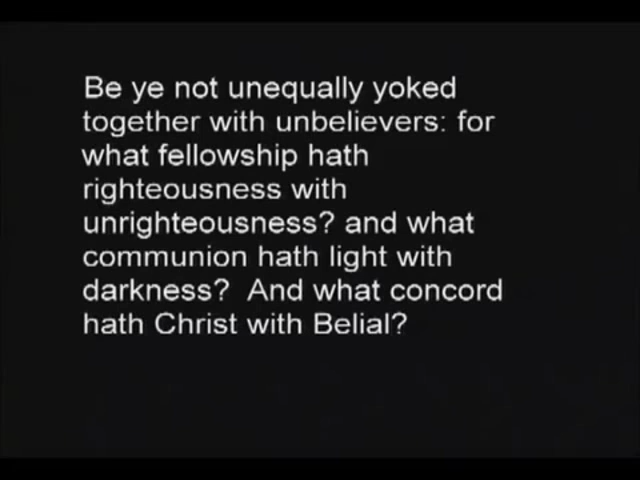 Be ye not unequally yoked
together with unbelievers: for
what fellowship hath
righteousness with
unrighteousness? and what
communion hath light with
darkness?  And what concord
hath Christ with Belial?